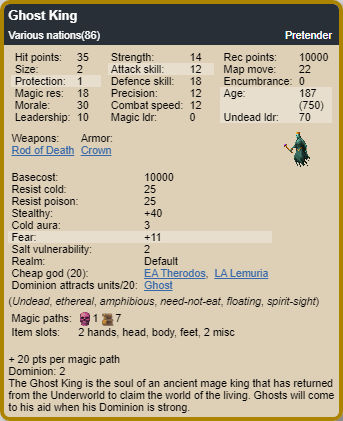 Ghost King
Various nations(86) Pretender
Hit points: 35 Strength: 14 Rec points: 10000
Size: 2 Attack skill: 12 Map move: 22
Protection: 1 Defence skill: 18 Encumbrance: 0
Magic res: 18 Precision: 12 Age: 187
Morale: 30 Combat speed: 12 (750)
Leadership: 10 Magic ldr: 0 Undead ldr: 70
Weapons: Armor:
Rod of Death Crown
Basecost: 10000
Resist cold: 25
Resist poison: 25
Stealthy: +40
Cold aura: 3
Fear: +11
Salt vulnerability: 2
Realm: Default
Cheap god (20): EA Therodos, LA Lemuria
Dominion attracts units/20: Ghost
(Undead, ethereal, amphibious, need-not-eat, floating, spirit-sight)
Magic paths: 1 7
Item slots: 2 hands, head, body, feet, 2 misc
+ 20 pts per magic path
Dominion: 2
The Ghost King is the soul of an ancient mage king that has returned
from the Underworld to claim the world of the living. Ghosts will come
to his aid when his Dominion is strong.